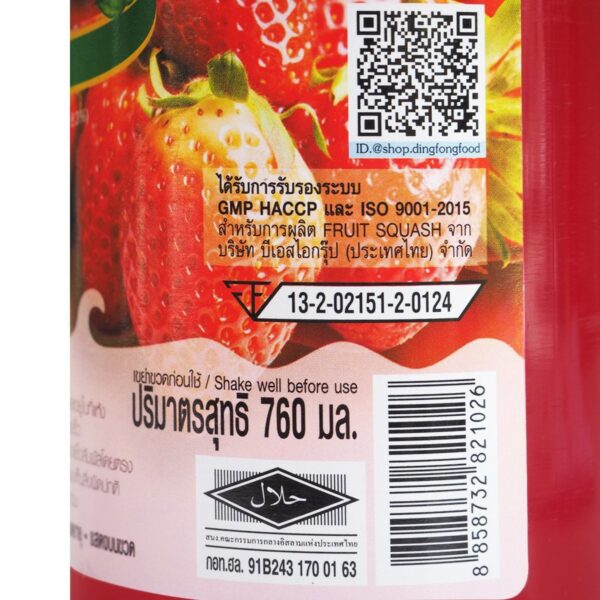 ID.@shop.dingfongfood
ได้รับการรับรองระบบ
GMP HACCP และ ISO 9001-2015
สำหรับการผลิต FRUIT SQUASH จาก
บริษัท บีเอสไอกรุ๊ป (ประเทศไทย) จำกัด
13-2-02151-2-0124
เขย่าขวดก่อนใช้ / Shake well before use
ปริมาตรสุทธิ 760 มล.
حلال
สนง.คณะกรรมการกลางอิสลามแห่งประเทศไทย
กอท.ฮล. 91B243 170 01 63
8 858732 821026